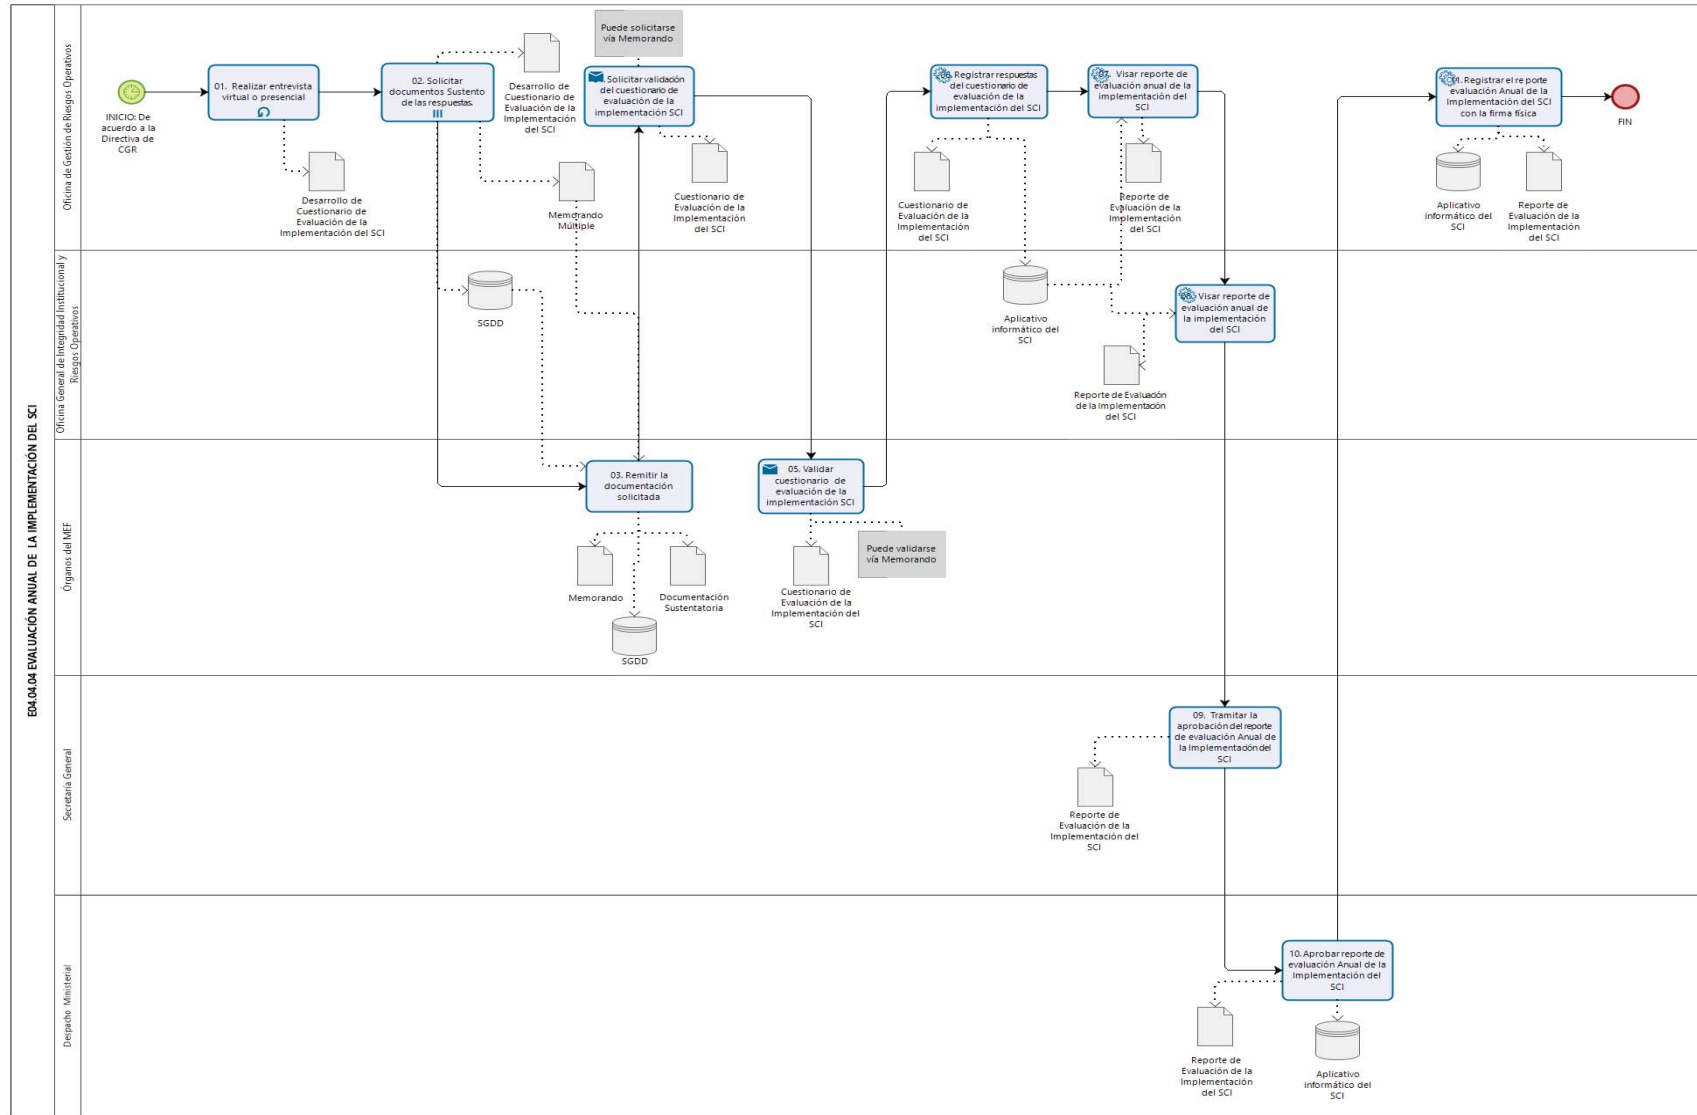 E04.04.04 EVALUACIÓN ANUAL DE LA IMPLEMENTACIÓN DEL SCI
Oficina de Gestión de Riesgos Operativos
INICIO: De
acuerdo a la
Directiva de
CGR
01. Realizar entrevista
virtual o presencial
Desarrollo de
Cuestionario de
Evaluación de la
Implementación del SCI
02. Solicitar
documentos Sustento
de las respuestas.
Desarrollo de
Cuestionario de
Evaluación de la
Implementación
del SCI
Memorando
Múltiple
Puede solicitarse
vía Memorando
. Solicitar validación
del cuestionario de
evaluación de la
implementación SCI
Cuestionario de
Evaluación de la
Implementación
del SCI
06. Registrar respuestas
del cuestionario de
evaluación de la
implementación del SCI
Cuestionario de
Evaluación de la
Implementación
del SCI
07. Visar reporte de
evaluación anual de la
implementación del
SCI
Reporte de
Evaluación de la
Implementación
del SCI
11. Registrar el reporte
evaluación Anual de la
Implementación del SCI
con la firma física
Aplicativo
informático del
SCI
Reporte de
Evaluación de la
Implementación
del SCI
FIN
Oficina General de Integridad Institucional y
Riesgos Operativos
SGDD
Aplicativo
informático del
SCI
08. Visar reporte de
evaluación anual de
la implementación
del SCI
Reporte de Evaluación
de la Implementación
del SCI
Órganos del MEF
03. Remitir la
documentación
solicitada
Memorando
Documentación
Sustentatoria
SGDD
05. Validar
cuestionario de
evaluación de la
implementación SCI
Puede validarse
vía Memorando
Cuestionario de
Evaluación de la
Implementación del
SCI
Secretaría General
09. Tramitar la
aprobación del reporte
de evaluación Anual de
la Implementación del
SCI
Reporte de
Evaluación de la
Implementación del
SCI
Despacho Ministerial
10. Aprobar reporte de
evaluación Anual de la
Implementación del
SCI
Reporte de
Evaluación de la
Implementación
del SCI
Aplicativo
informático del
SCI